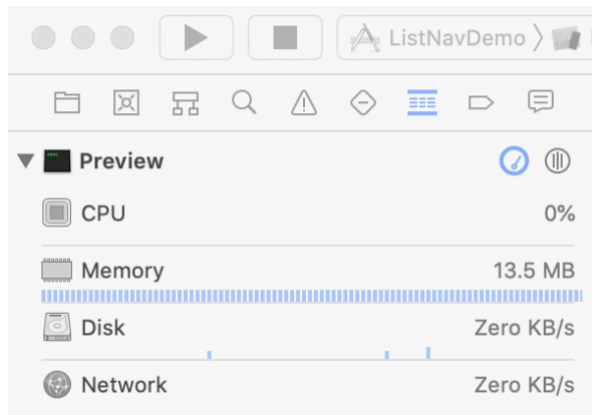 ListNavDemo
Preview
CPU 0%
Memory 13.5 MB
Disk Zero KB/s
Network Zero KB/s